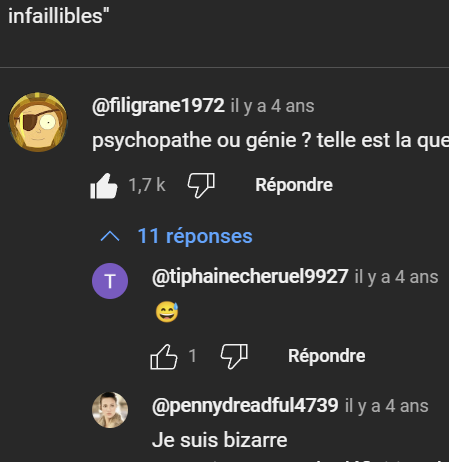 infaillibles"
@filigrane1972 il y a 4 ans
psychopathe ou génie ? telle est la que
1,7 k Répondre
11 réponses
T @tiphainecheruel9927 il y a 4 ans
😅
1 Répondre
@pennydreadful4739 il y a 4 ans
Je suis bizarre